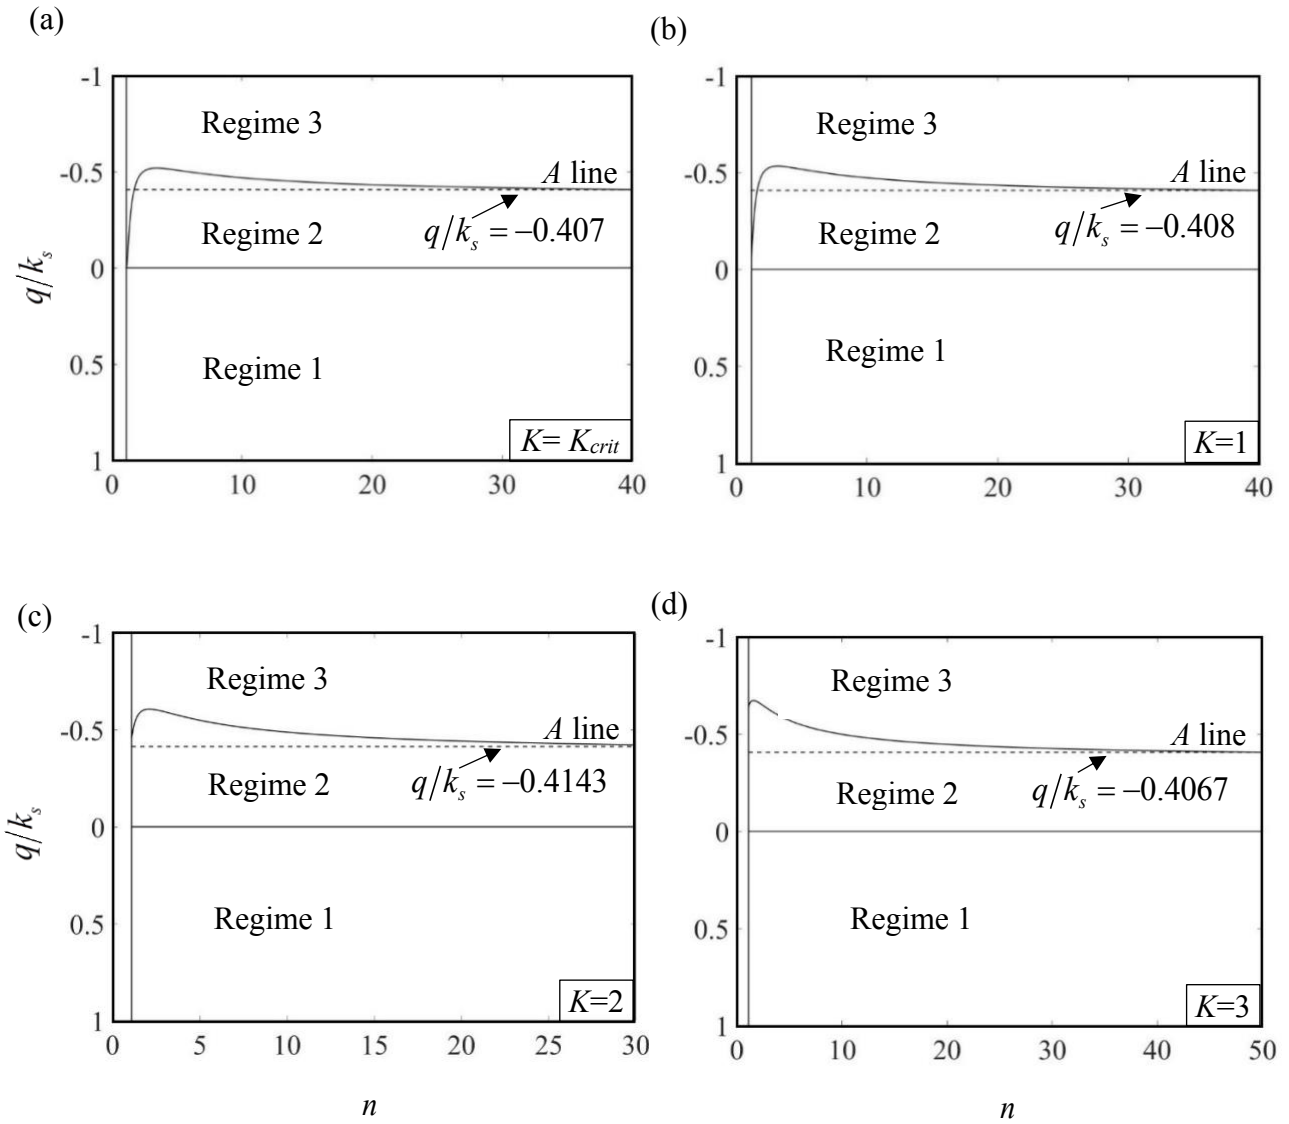 (a)
-1
-0.5
0
0.5
1
q/k_s
Regime 3
A line
q/k_s = −0.407
Regime 2
Regime 1
K= K_crit
0 10 20 30 40
(b)
-1
-0.5
0
0.5
1
Regime 3
A line
q/k_s = −0.408
Regime 2
Regime 1
K=1
0 10 20 30 40
(c)
-1
-0.5
0
0.5
1
q/k_s
Regime 3
A line
q/k_s = −0.4143
Regime 2
Regime 1
K=2
0 5 10 15 20 25 30
n
(d)
-1
-0.5
0
0.5
1
Regime 3
A line
q/k_s = −0.4067
Regime 2
Regime 1
K=3
0 10 20 30 40 50
n